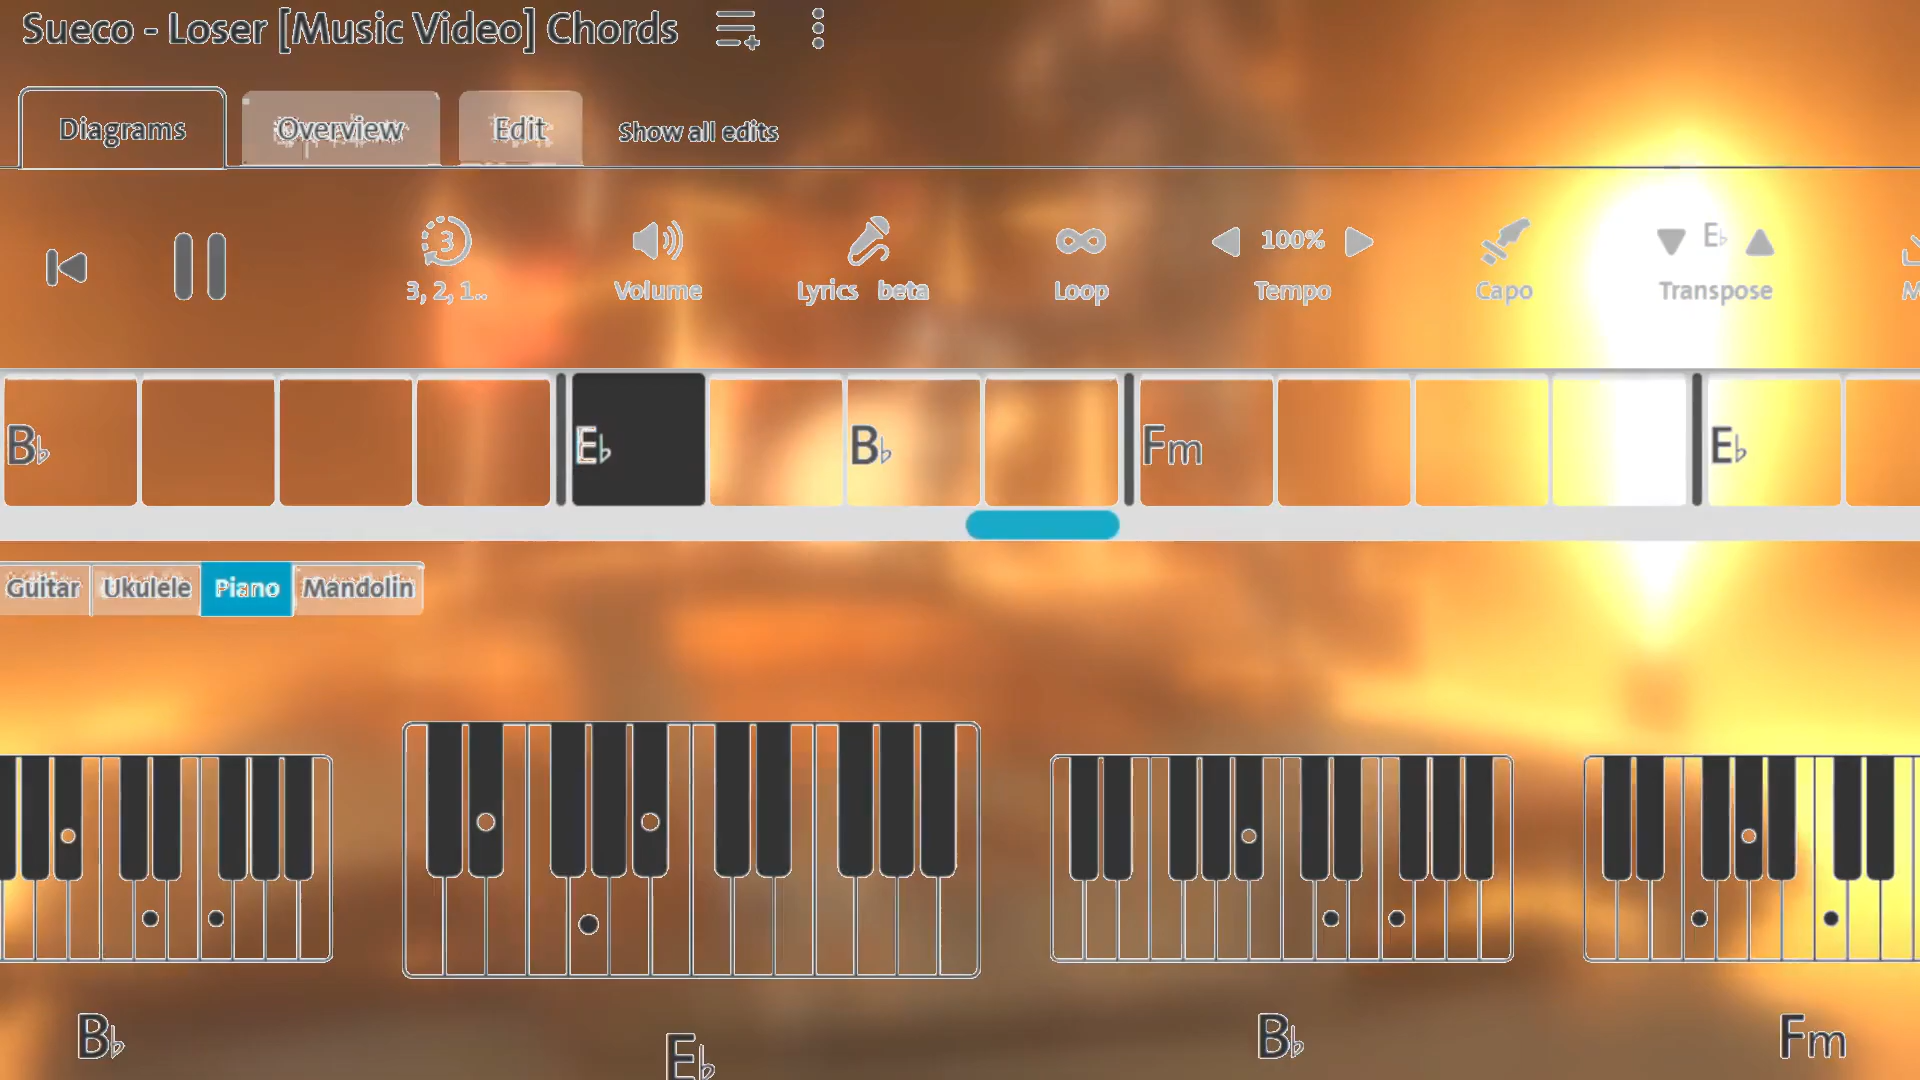 Sueco - Loser [Music Video] Chords
Diagrams Overview Edit Show all edits
3
100% E♭
3, 2, 1.. Volume Lyrics beta Loop Tempo Capo Transpose
B♭ E♭ B♭ Fm E♭
Guitar Ukulele Piano Mandolin
B♭ E♭ B♭ Fm